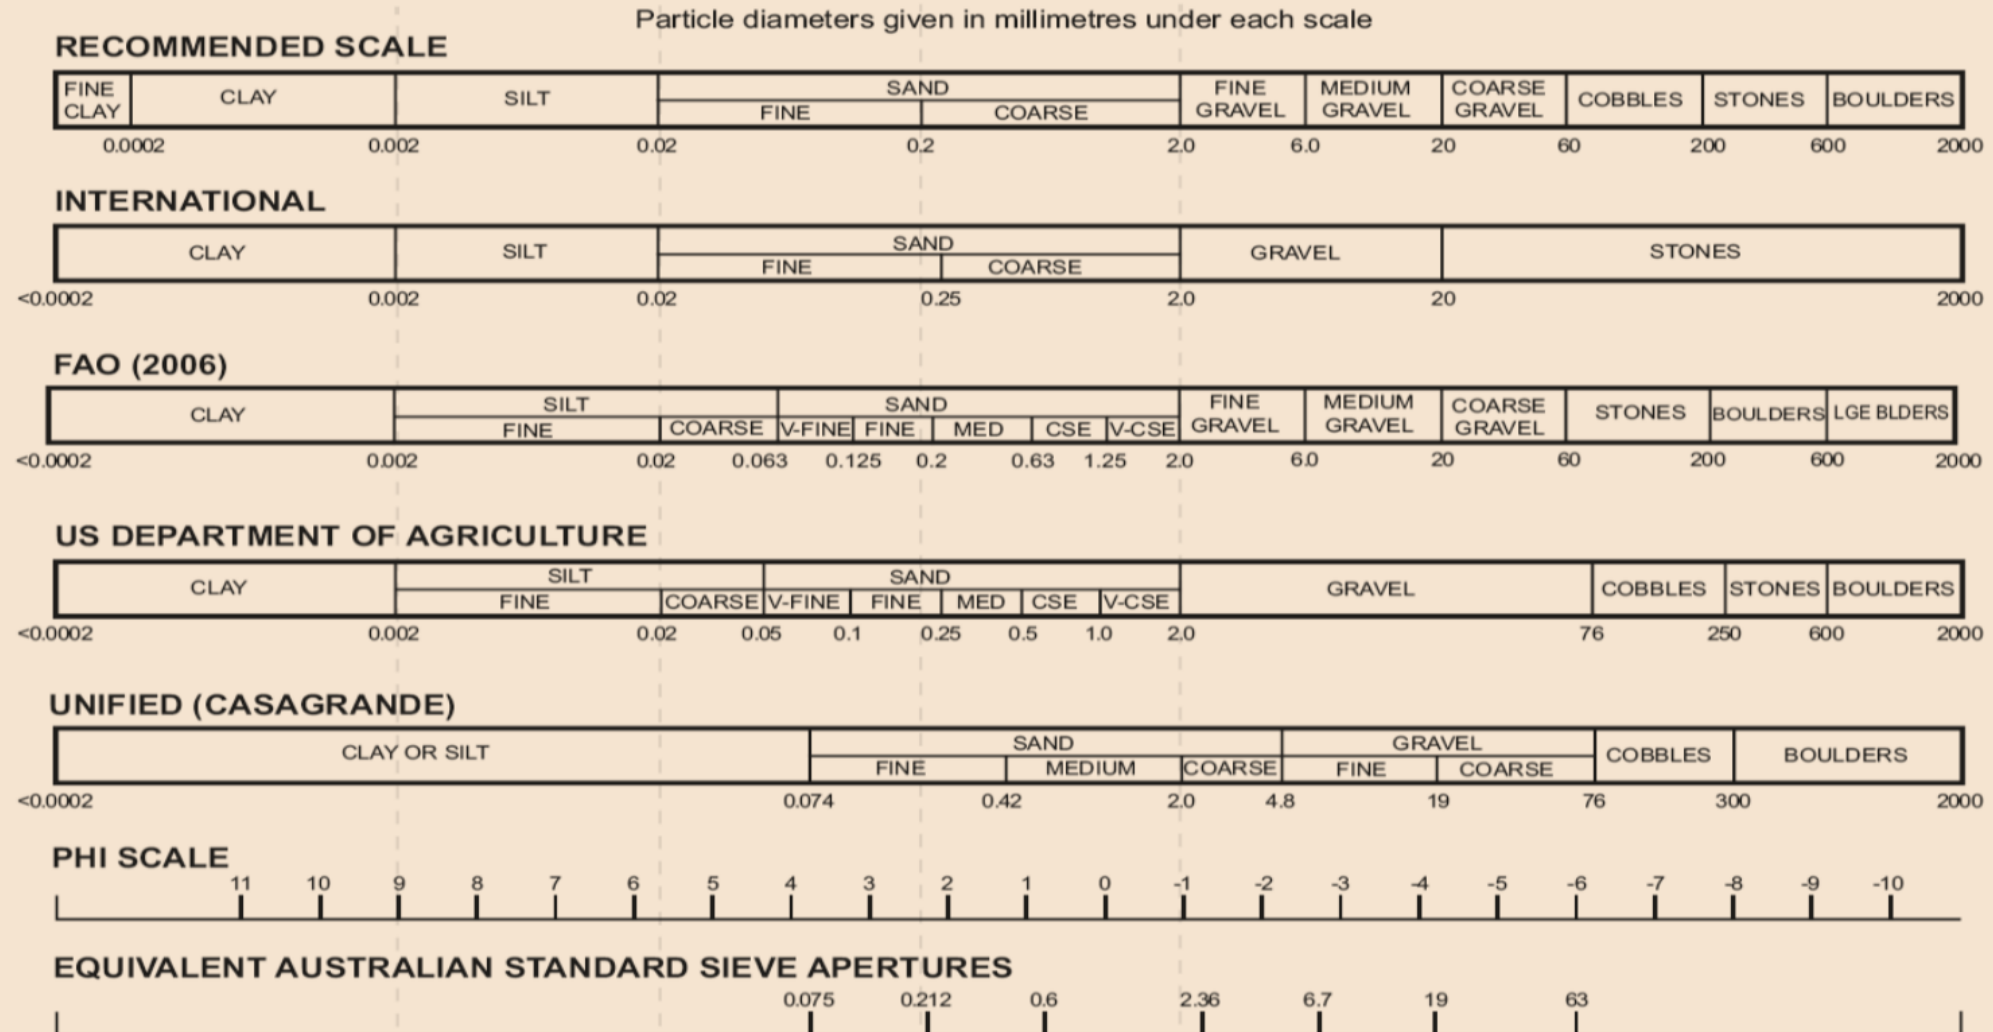 Particle diameters given in millimetres under each scale
RECOMMENDED SCALE
FINE CLAY CLAY SILT SAND FINE GRAVEL MEDIUM GRAVEL COARSE GRAVEL COBBLES STONES BOULDERS
FINE COARSE
0.0002 0.002 0.02 0.2 2.0 6.0 20 60 200 600 2000
INTERNATIONAL
CLAY SILT SAND GRAVEL STONES
FINE COARSE
<0.0002 0.002 0.02 0.25 2.0 20 2000
FAO (2006)
CLAY SILT SAND FINE GRAVEL MEDIUM GRAVEL COARSE GRAVEL STONES BOULDERS LGE BLDERS
FINE COARSE V-FINE FINE MED CSE V-CSE
<0.0002 0.002 0.02 0.063 0.125 0.2 0.63 1.25 2.0 6.0 20 60 200 600 2000
US DEPARTMENT OF AGRICULTURE
CLAY SILT SAND GRAVEL COBBLES STONES BOULDERS
FINE COARSE V-FINE FINE MED CSE V-CSE
<0.0002 0.002 0.02 0.05 0.1 0.25 0.5 1.0 2.0 76 250 600 2000
UNIFIED (CASAGRANDE)
CLAY OR SILT SAND GRAVEL COBBLES BOULDERS
FINE MEDIUM COARSE FINE COARSE
<0.0002 0.074 0.42 2.0 4.8 19 76 300 2000
PHI SCALE
11 10 9 8 7 6 5 4 3 2 1 0 -1 -2 -3 -4 -5 -6 -7 -8 -9 -10
EQUIVALENT AUSTRALIAN STANDARD SIEVE APERTURES
0.075 0.212 0.6 2.36 6.7 19 63